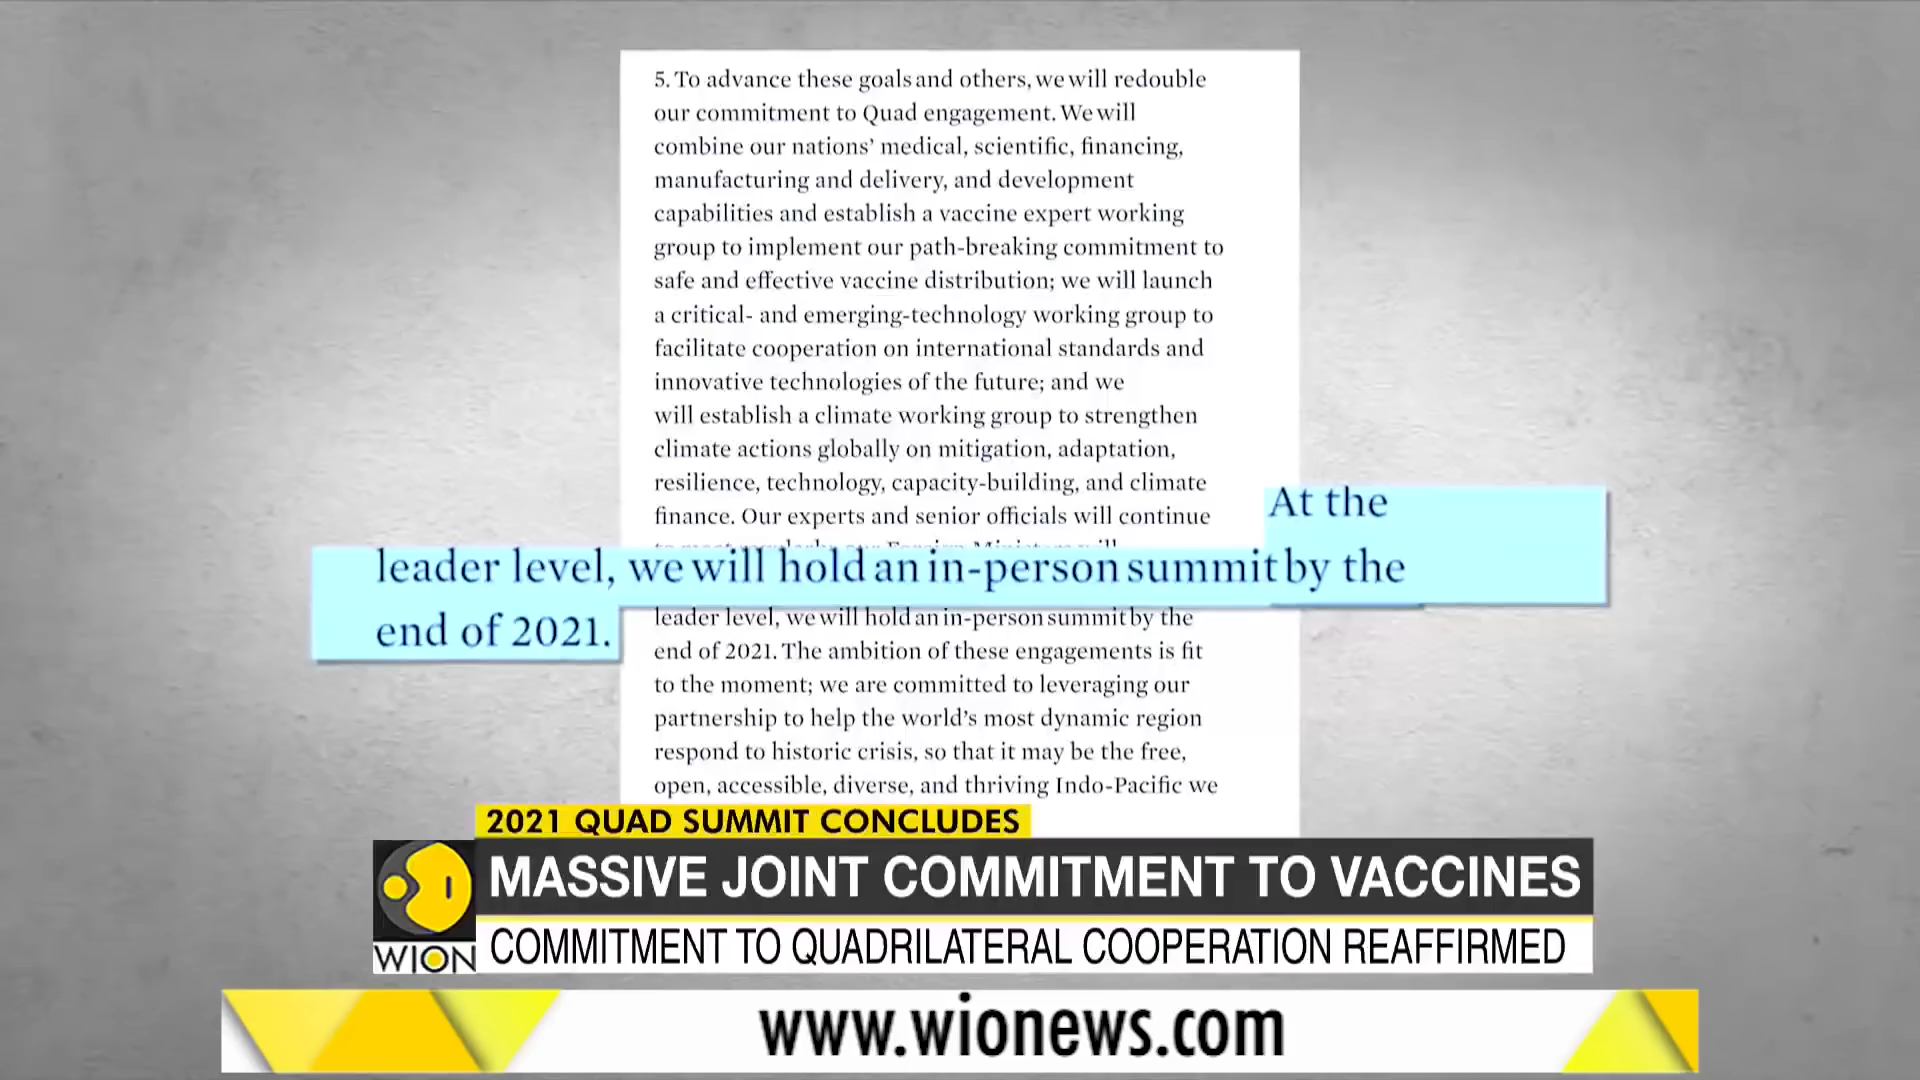 5. To advance these goals and others, we will redouble
our commitment to Quad engagement. We will
combine our nations’ medical, scientific, financing,
manufacturing and delivery, and development
capabilities and establish a vaccine expert working
group to implement our path-breaking commitment to
safe and effective vaccine distribution; we will launch
a critical- and emerging-technology working group to
facilitate cooperation on international standards and
innovative technologies of the future; and we
will establish a climate working group to strengthen
climate actions globally on mitigation, adaptation,
resilience, technology, capacity-building, and climate
finance. Our experts and senior officials will continue
At the
leader level, we will hold an in-person summit by the
end of 2021.
leader level, we will hold an in-person summit by the
end of 2021. The ambition of these engagements is fit
to the moment; we are committed to leveraging our
partnership to help the world’s most dynamic region
respond to historic crisis, so that it may be the free,
open, accessible, diverse, and thriving Indo-Pacific we
2021 QUAD SUMMIT CONCLUDES
MASSIVE JOINT COMMITMENT TO VACCINES
WION
COMMITMENT TO QUADRILATERAL COOPERATION REAFFIRMED
www.wionews.com